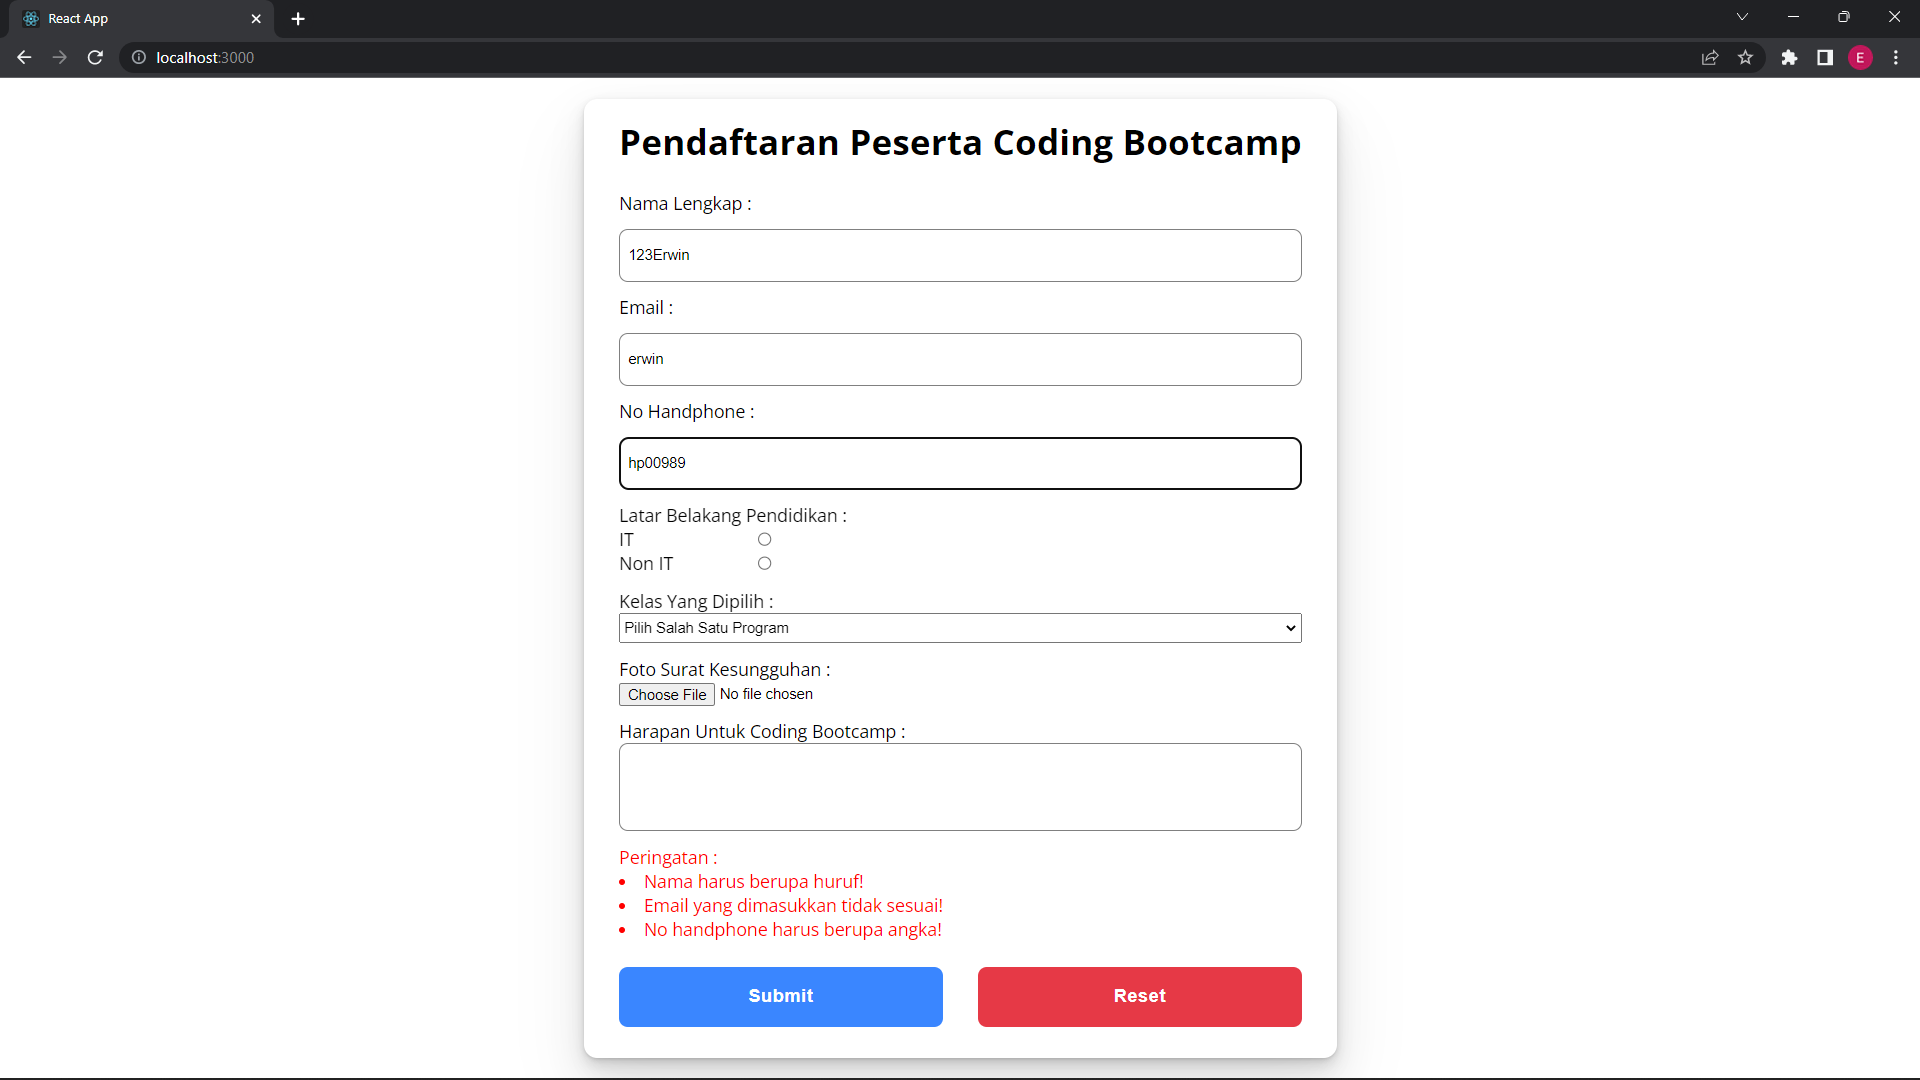 React App
localhost:3000
E
Pendaftaran Peserta Coding Bootcamp
Nama Lengkap :
123Erwin
Email :
erwin
No Handphone :
hp00989
Latar Belakang Pendidikan :
IT
Non IT
Kelas Yang Dipilih :
Pilih Salah Satu Program
Foto Surat Kesungguhan :
Choose File No file chosen
Harapan Untuk Coding Bootcamp :
Peringatan :
• Nama harus berupa huruf!
• Email yang dimasukkan tidak sesuai!
• No handphone harus berupa angka!
Submit Reset